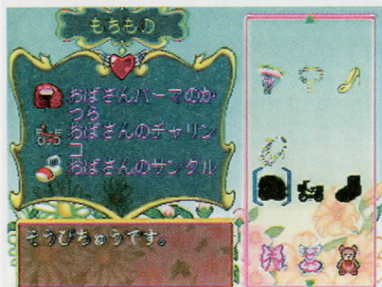 もちもの
おばさんパーマのか
つら
おばさんのチャリン
コ
おばさんのサンダル
そうびちゅうです。